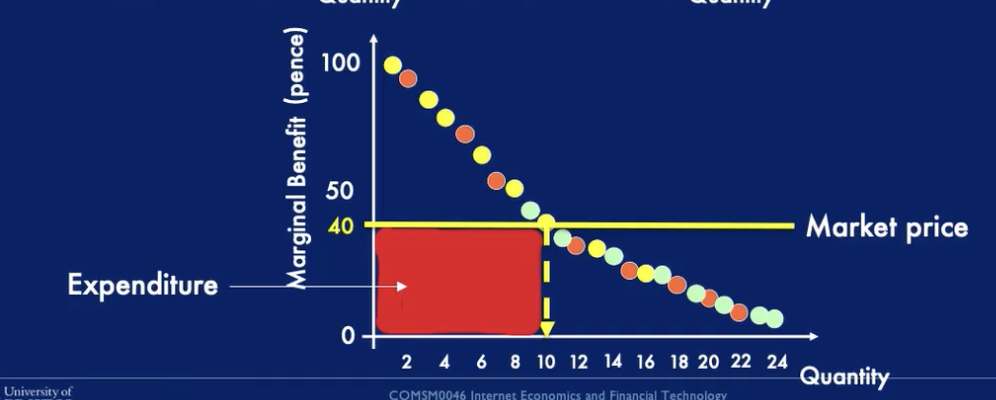 Quantity Quantity
Marginal Benefit (pence)
100
50
40
Market price
Expenditure
0
2 4 6 8 10 12 14 16 18 20 22 24
Quantity
University of
COMSM0046 Internet Economics and Financial Technology